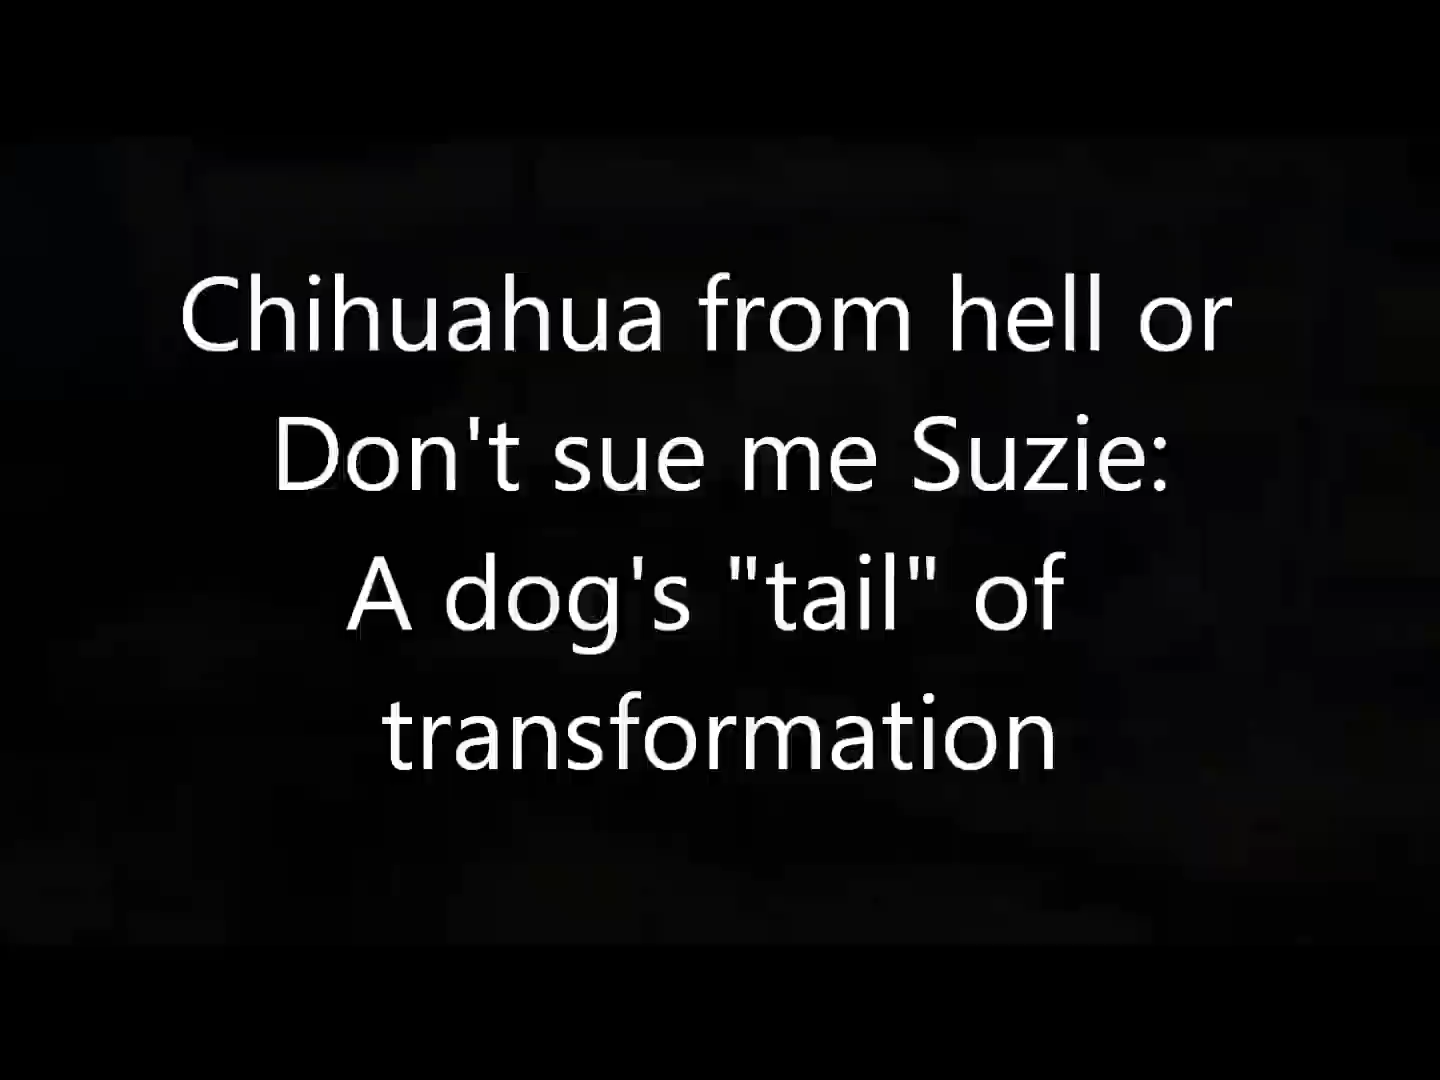 Chihuahua from hell or
Don't sue me Suzie:
A dog's "tail" of
transformation